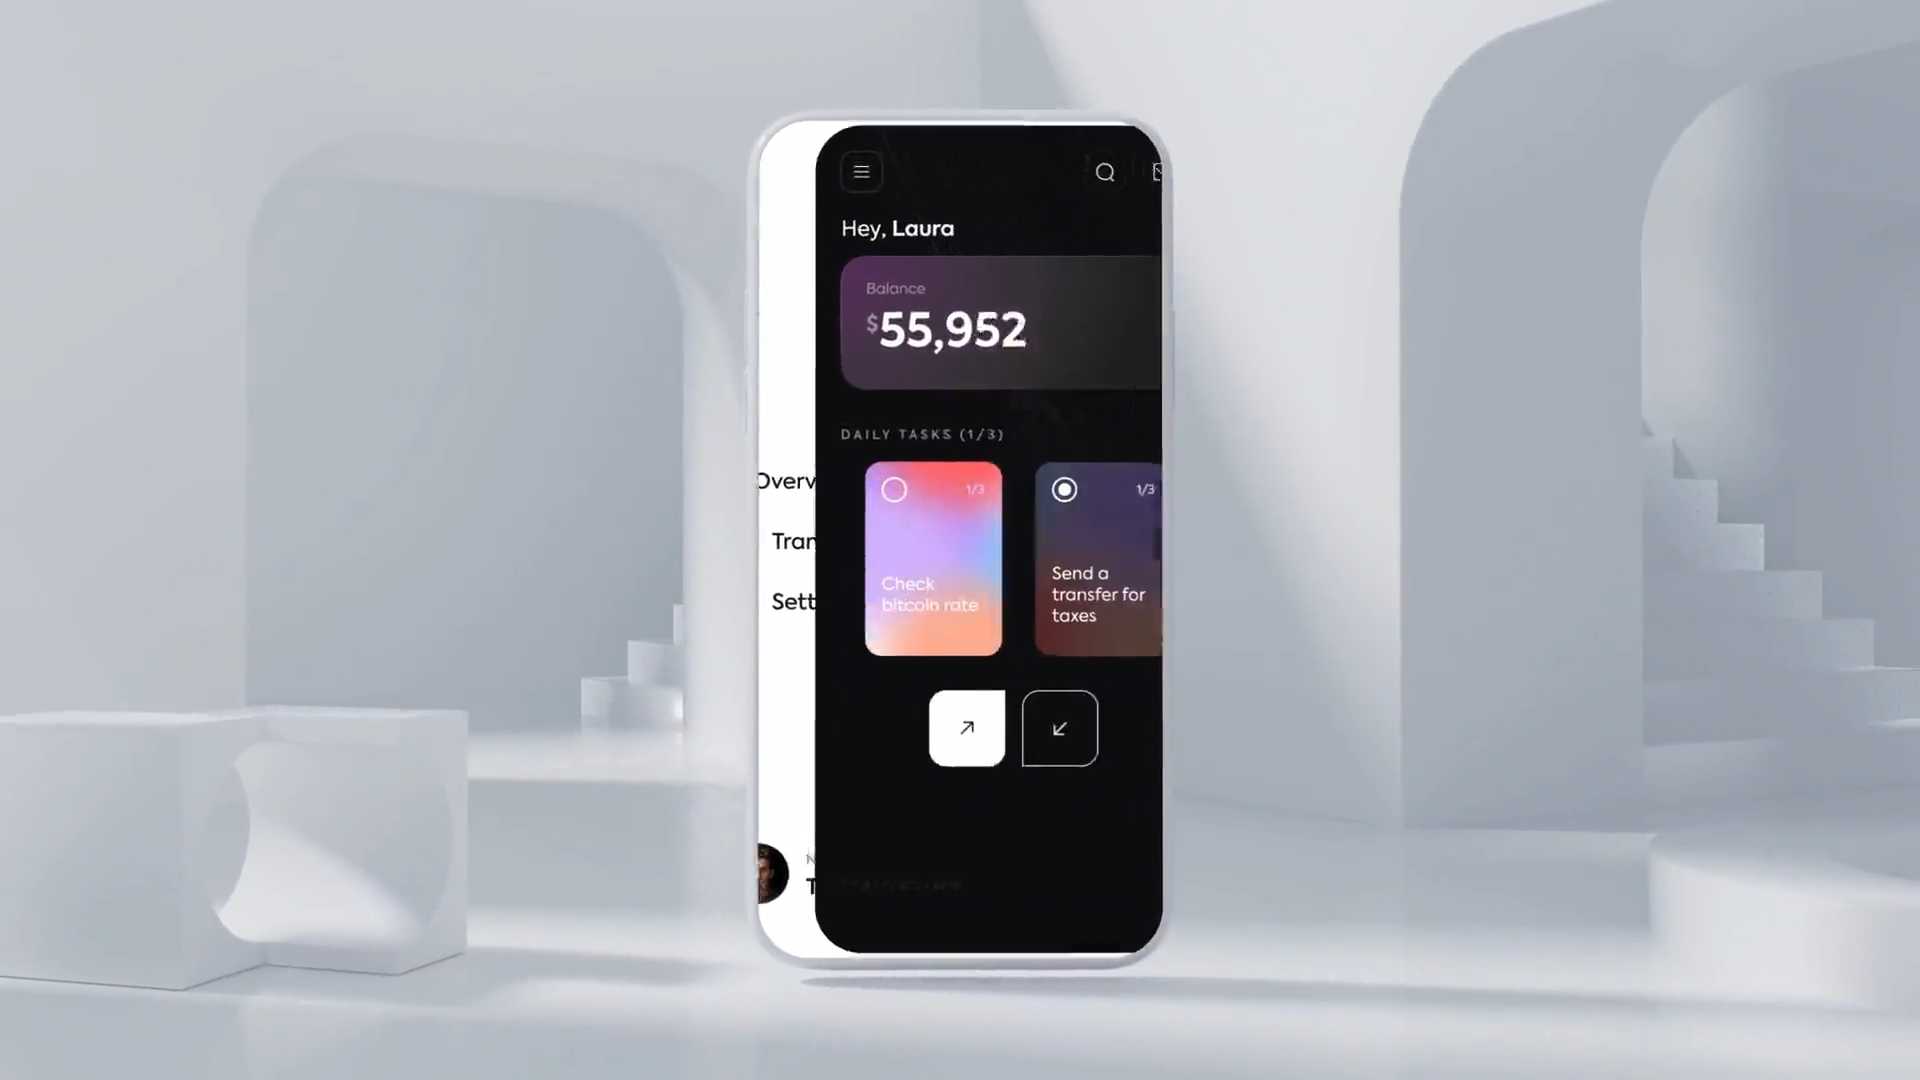 Hey, Laura
Balance
$55,952
DAILY TASKS (1/3)
1/3
Check
bitcoin rate
1/3
Send a
transfer for
taxes
Overv
Tran
Sett
N
T